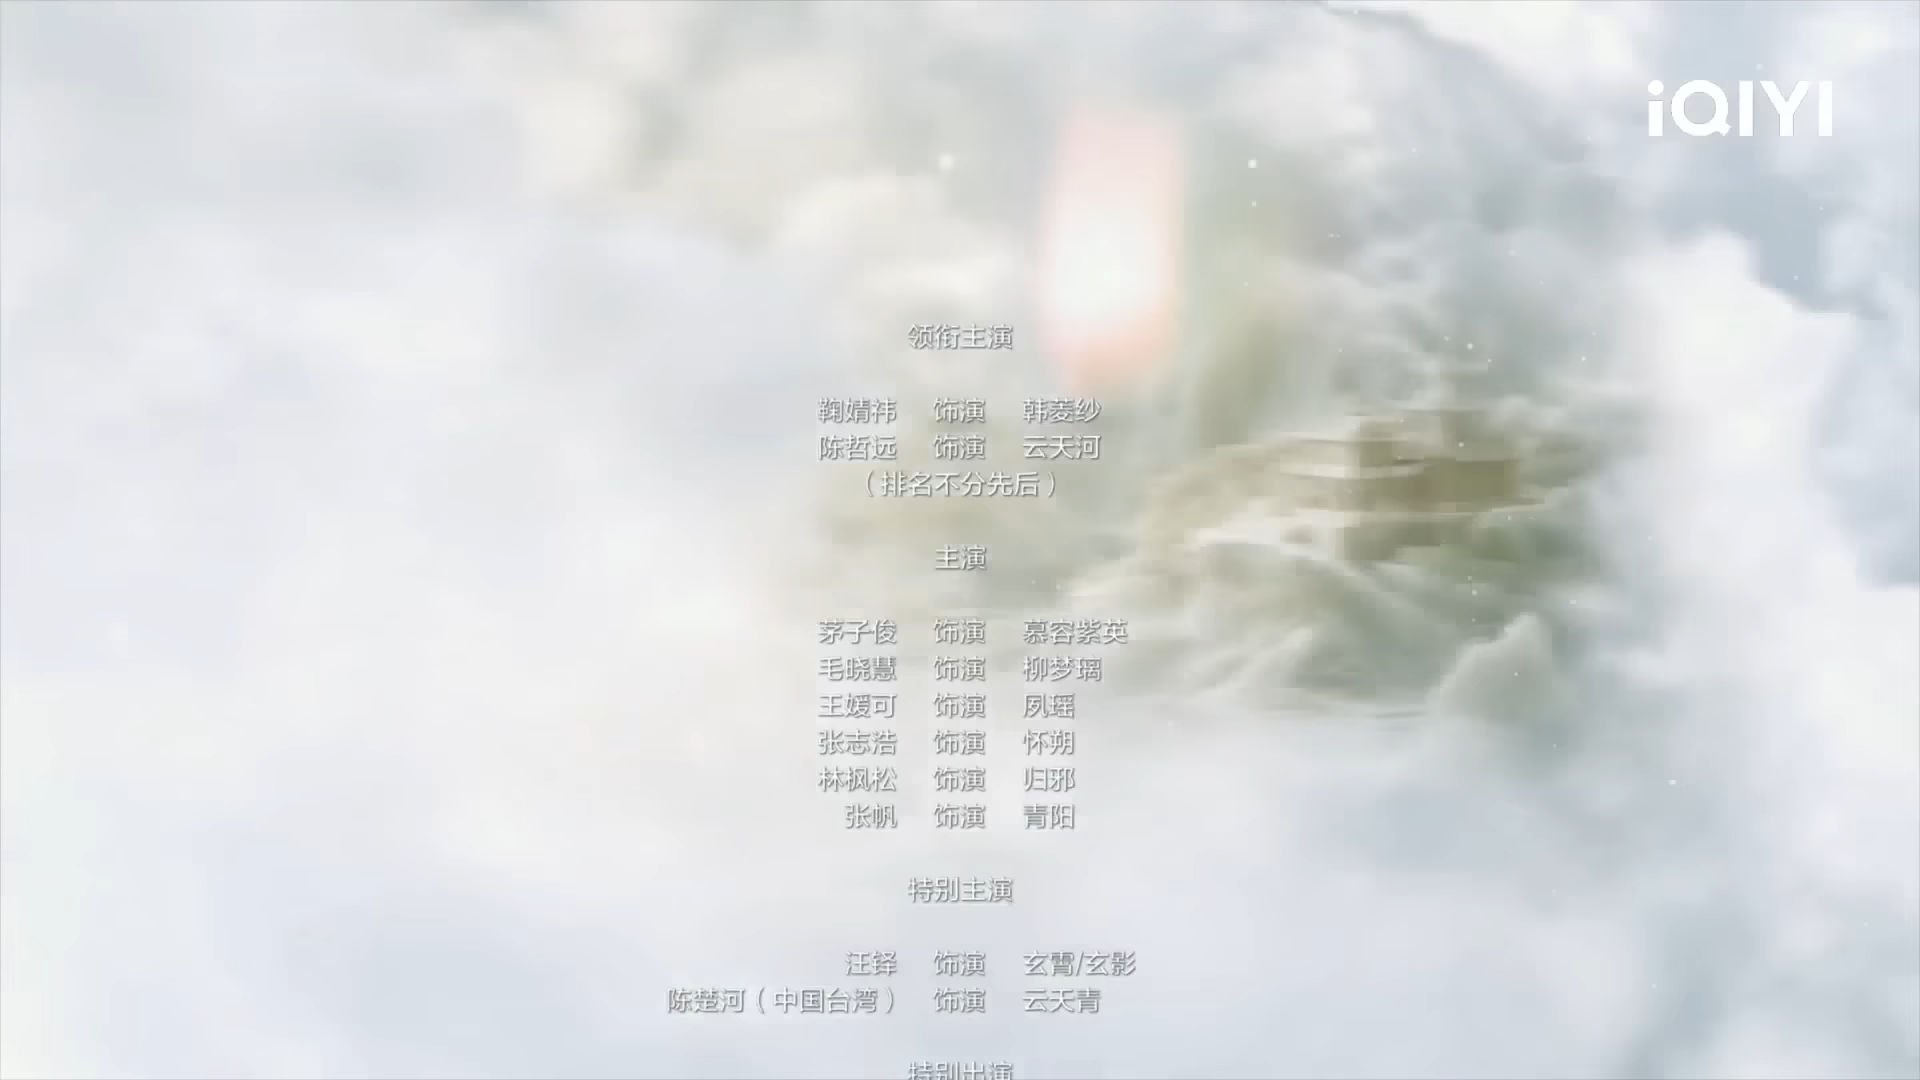 iQIYI
领衔主演
鞠婧祎 饰演 韩菱纱
陈哲远 饰演 云天河
（排名不分先后）
主演
茅子俊 饰演 慕容紫英
毛晓慧 饰演 柳梦璃
王媛可 饰演 夙瑶
张志浩 饰演 怀朔
林枫松 饰演 归邪
张帆 饰演 青阳
特别主演
汪铎 饰演 玄霄/玄影
陈楚河（中国台湾） 饰演 云天青
特别出演